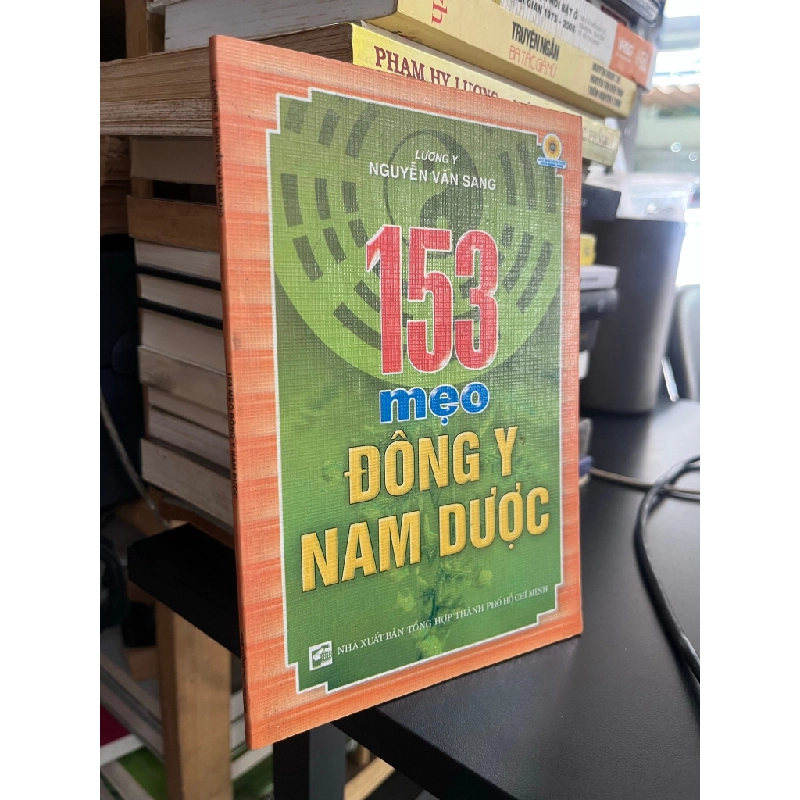 TRUYỆN NGẮN
PHẠM HY LƯỢNG
LƯƠNG Y
NGUYỄN VĂN SANG
153
mẹo
ĐÔNG Y
NAM DƯỢC
NHÀ XUẤT BẢN TỔNG HỢP THÀNH PHỐ HỒ CHÍ MINH